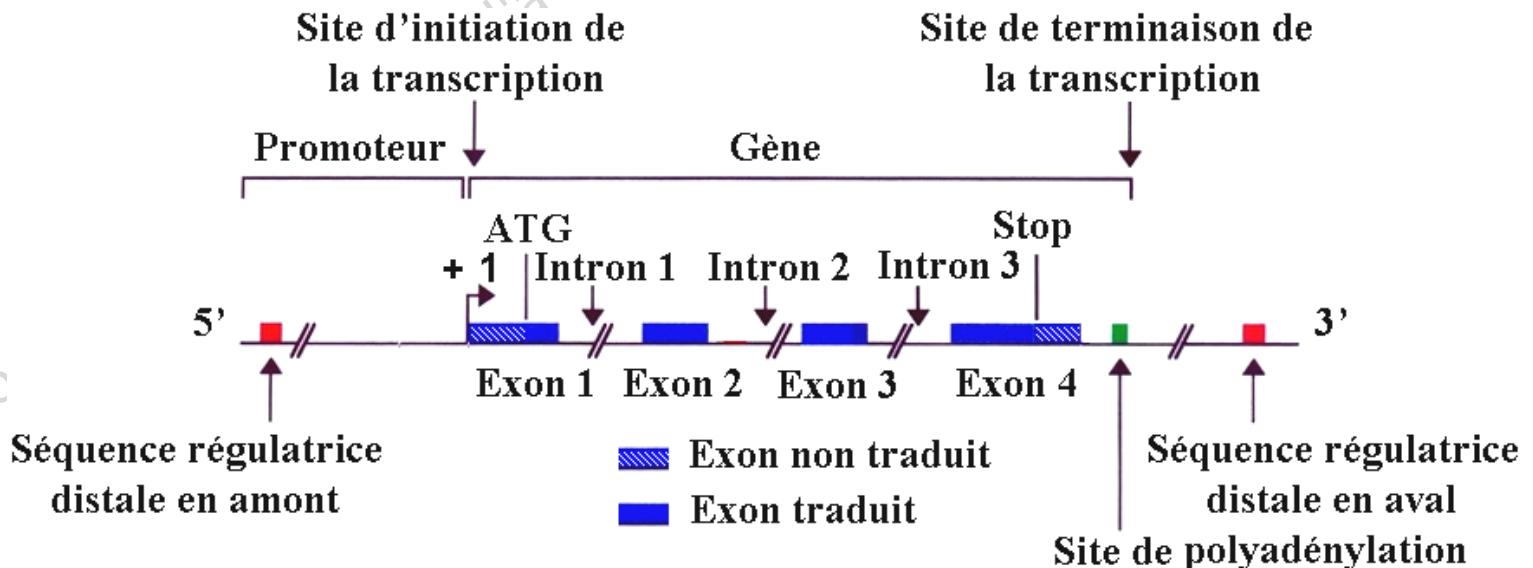 Site d’initiation de
la transcription
Site de terminaison de
la transcription
Promoteur
Gène
ATG
Stop
+ 1
Intron 1
Intron 2
Intron 3
5’
3’
Exon 1
Exon 2
Exon 3
Exon 4
Séquence régulatrice
distale en amont
Exon non traduit
Exon traduit
Séquence régulatrice
distale en aval
Site de polyadénylation